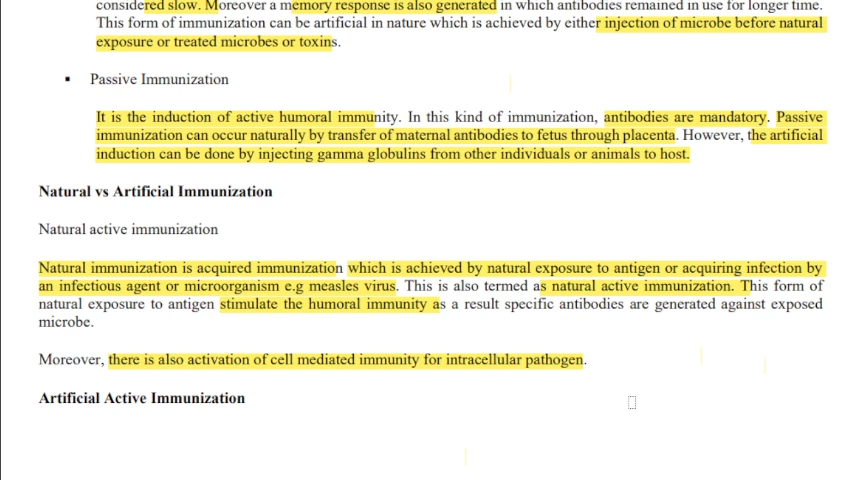 considered slow. Moreover a memory response is also generated in which antibodies remained in use for longer time.
This form of immunization can be artificial in nature which is achieved by either injection of microbe before natural
exposure or treated microbes or toxins.
▪ Passive Immunization
It is the induction of active humoral immunity. In this kind of immunization, antibodies are mandatory. Passive
immunization can occur naturally by transfer of maternal antibodies to fetus through placenta. However, the artificial
induction can be done by injecting gamma globulins from other individuals or animals to host.
Natural vs Artificial Immunization
Natural active immunization
Natural immunization is acquired immunization which is achieved by natural exposure to antigen or acquiring infection by
an infectious agent or microorganism e.g measles virus. This is also termed as natural active immunization. This form of
natural exposure to antigen stimulate the humoral immunity as a result specific antibodies are generated against exposed
microbe.
Moreover, there is also activation of cell mediated immunity for intracellular pathogen.
Artificial Active Immunization